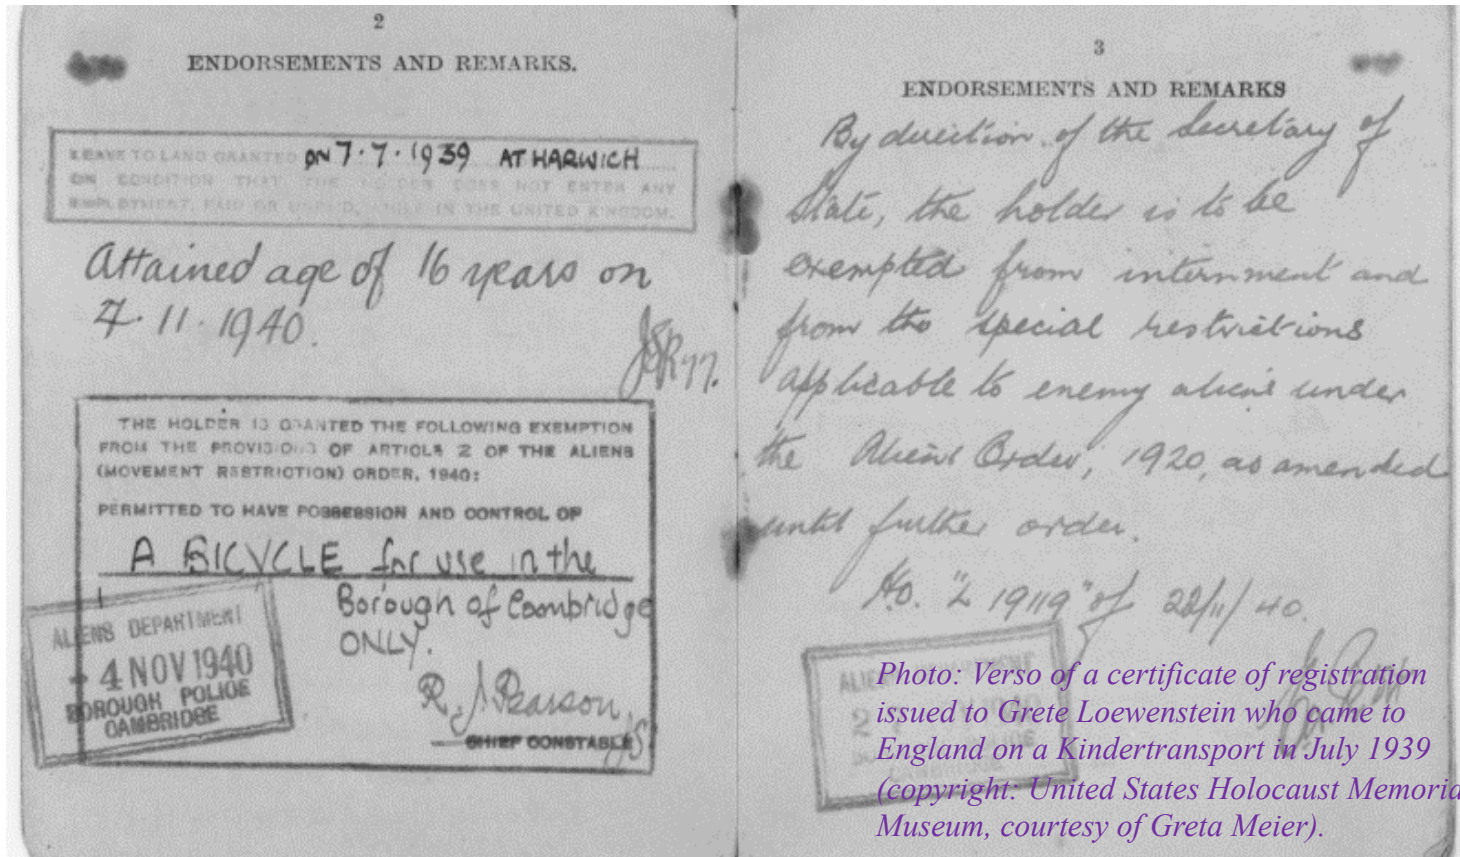 2
ENDORSEMENTS AND REMARKS.
LEAVE TO LAND GRANTED ON 7.7.1939 AT HARWICH
ON CONDITION THAT THE HOLDER DOES NOT ENTER ANY
EMPLOYMENT, PAID OR UNPAID, WHILE IN THE UNITED KINGDOM.
Attained age of 16 years on
4.11.1940.
THE HOLDER IS GRANTED THE FOLLOWING EXEMPTION
FROM THE PROVISIONS OF ARTICLE 2 OF THE ALIENS
(MOVEMENT RESTRICTION) ORDER, 1940:
PERMITTED TO HAVE POSSESSION AND CONTROL OF
A BICYCLE for use in the
Borough of Cambridge
ONLY.
R. J. Pearson
CHIEF CONSTABLE
ALIENS DEPARTMENT
- 4 NOV 1940
BOROUGH POLICE
CAMBRIDGE
3
ENDORSEMENTS AND REMARKS
By direction of the Secretary of
State, the holder is to be
exempted from internment and
from the special restrictions
applicable to enemy aliens under
the Aliens Order, 1920, as amended
until further order.
H.O. "L 19119" of 22/11/40.
Photo: Verso of a certificate of registration
issued to Grete Loewenstein who came to
England on a Kindertransport in July 1939
(copyright: United States Holocaust Memoria
Museum, courtesy of Greta Meier).